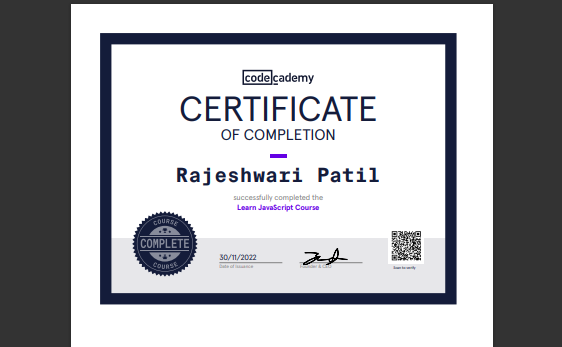 codecademy
CERTIFICATE
OF COMPLETION
Rajeshwari Patil
successfully completed the
Learn JavaScript Course
COURSE
COMPLETE
COURSE
30/11/2022
Date of Issuance
Founder & CEO
Scan to verify